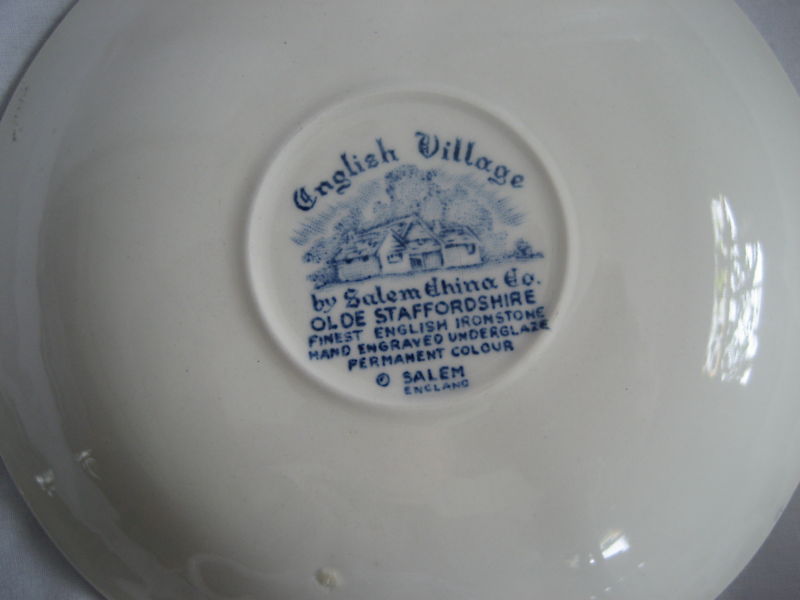 English Village
by Salem China Co.
OLDE STAFFORDSHIRE
FINEST ENGLISH IRONSTONE
HAND ENGRAVED UNDERGLAZE
PERMANENT COLOUR
© SALEM
ENGLAND